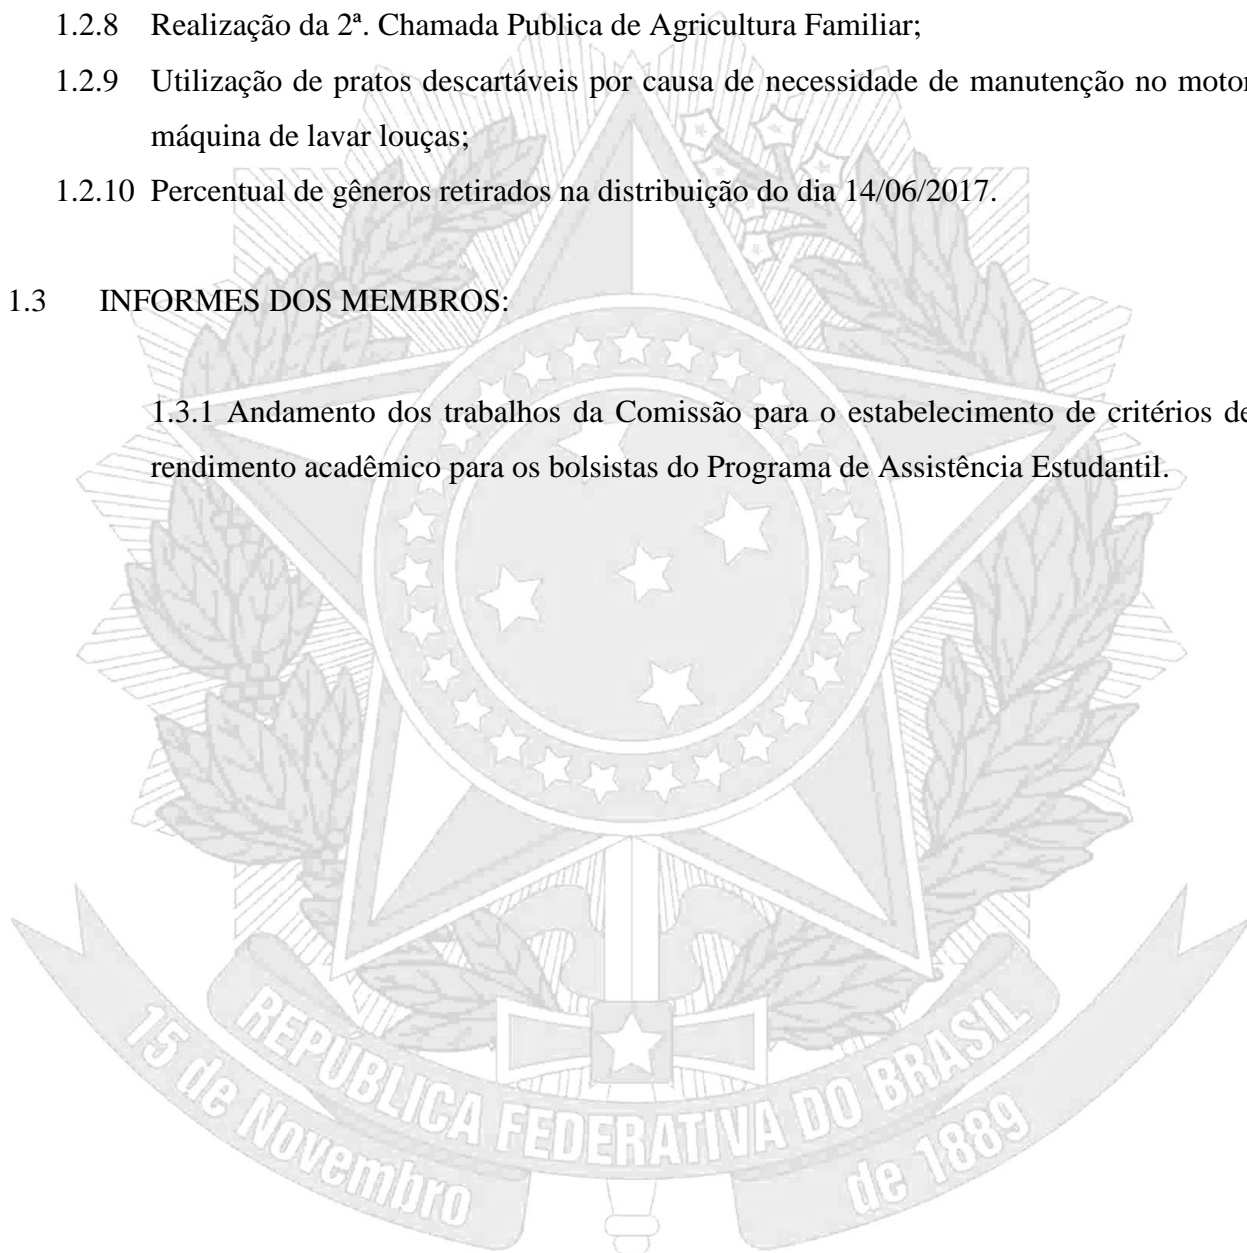 1.2.8 Realização da 2ª. Chamada Publica de Agricultura Familiar;
1.2.9 Utilização de pratos descartáveis por causa de necessidade de manutenção no motor
máquina de lavar louças;
1.2.10 Percentual de gêneros retirados na distribuição do dia 14/06/2017.
1.3 INFORMES DOS MEMBROS:
1.3.1 Andamento dos trabalhos da Comissão para o estabelecimento de critérios de
rendimento acadêmico para os bolsistas do Programa de Assistência Estudantil.
REPÚBLICA FEDERATIVA DO BRASIL
15 de Novembro de 1889